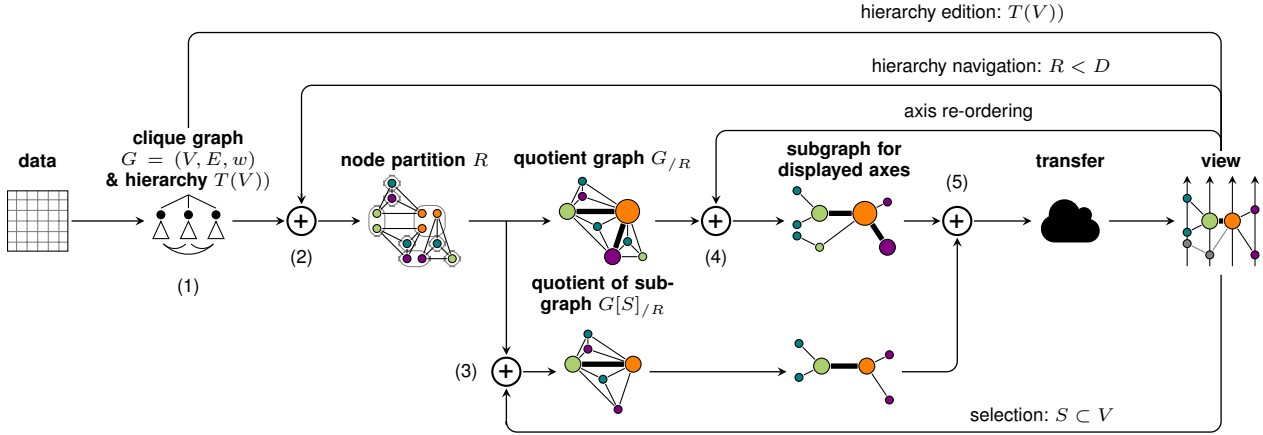 hierarchy edition: T(V))
hierarchy navigation: R < D
axis re-ordering
data
clique graph
G = (V, E, w)
& hierarchy T(V))
node partition R
quotient graph G/R
subgraph for
displayed axes
transfer
view
(1)
(2)
(4)
(5)
quotient of sub-
graph G[S]/R
(3)
selection: S ⊂ V